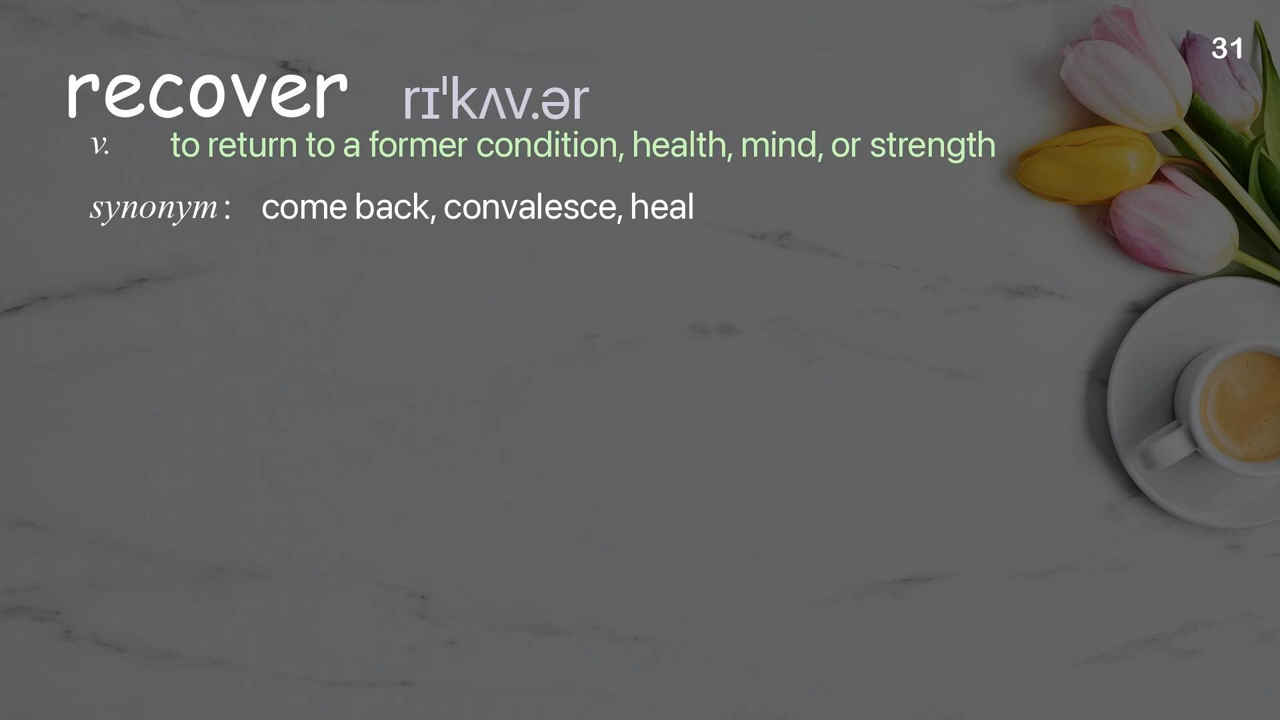 31
recover rɪˈkʌv.ər
v. to return to a former condition, health, mind, or strength
synonym : come back, convalesce, heal